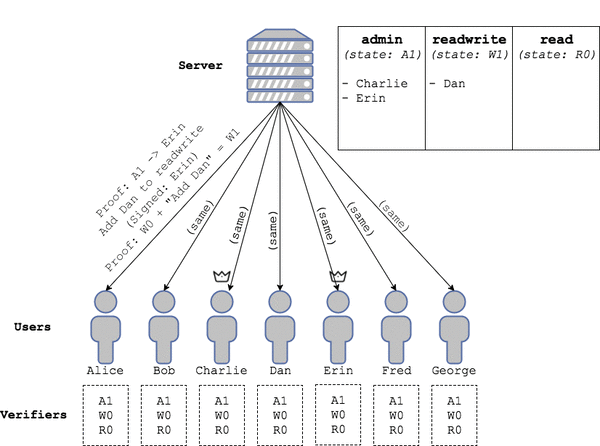 admin readwrite read
(state: A1) (state: W1) (state: R0)
Server
- Charlie - Dan
- Erin
Proof: A1 -> Erin
Add Dan to readwrite
(Signed: Erin)
Proof: W0 + "Add Dan" = W1
(same) (same) (same) (same) (same) (same)
Users
Alice Bob Charlie Dan Erin Fred George
Verifiers
A1 A1 A1 A1 A1 A1 A1
W0 W0 W0 W0 W0 W0 W0
R0 R0 R0 R0 R0 R0 R0